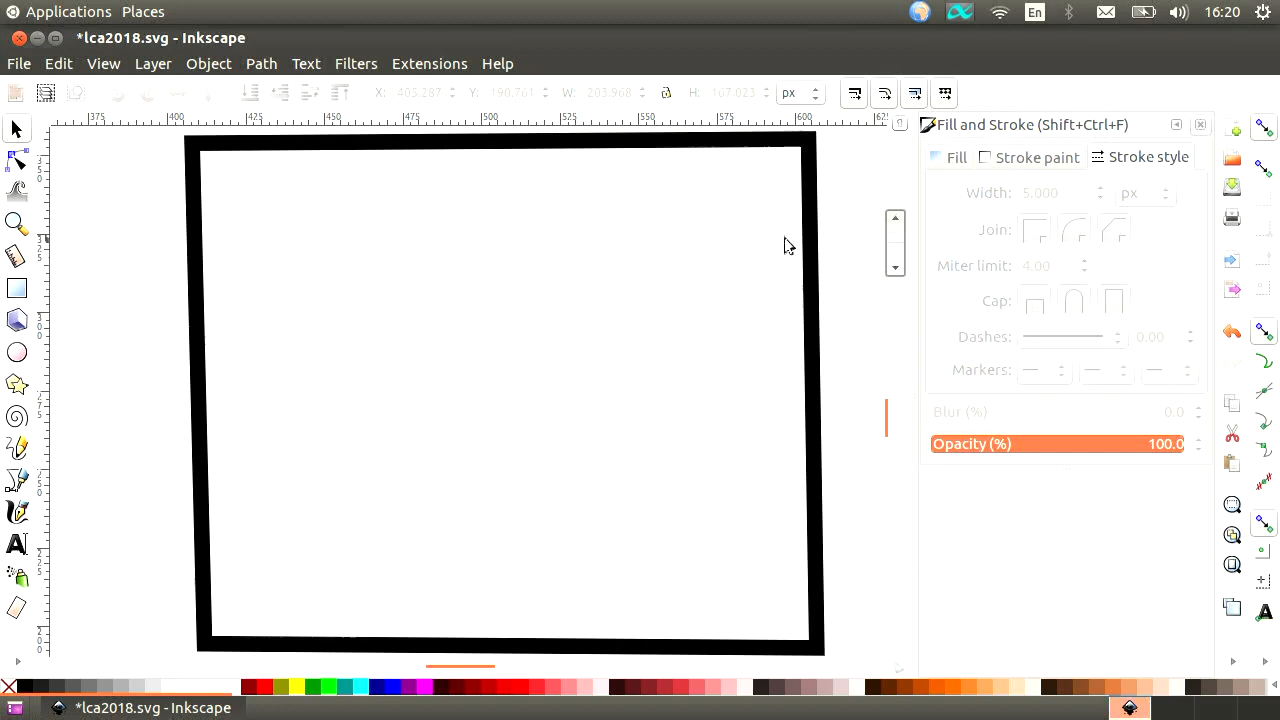 Applications Places En 16:20
*lca2018.svg - Inkscape
File Edit View Layer Object Path Text Filters Extensions Help
X: 405.287 Y: 190.761 W: 203.968 H: 167.023 px
375 400 425 450 475 500 525 550 575 600 625
Fill and Stroke (Shift+Ctrl+F)
Fill Stroke paint Stroke style
Width: 5.000 px
Join:
Miter limit: 4.00
Cap:
Dashes: 0.00
Markers:
Blur (%) 0.0
Opacity (%) 100.0
*lca2018.svg - Inkscape